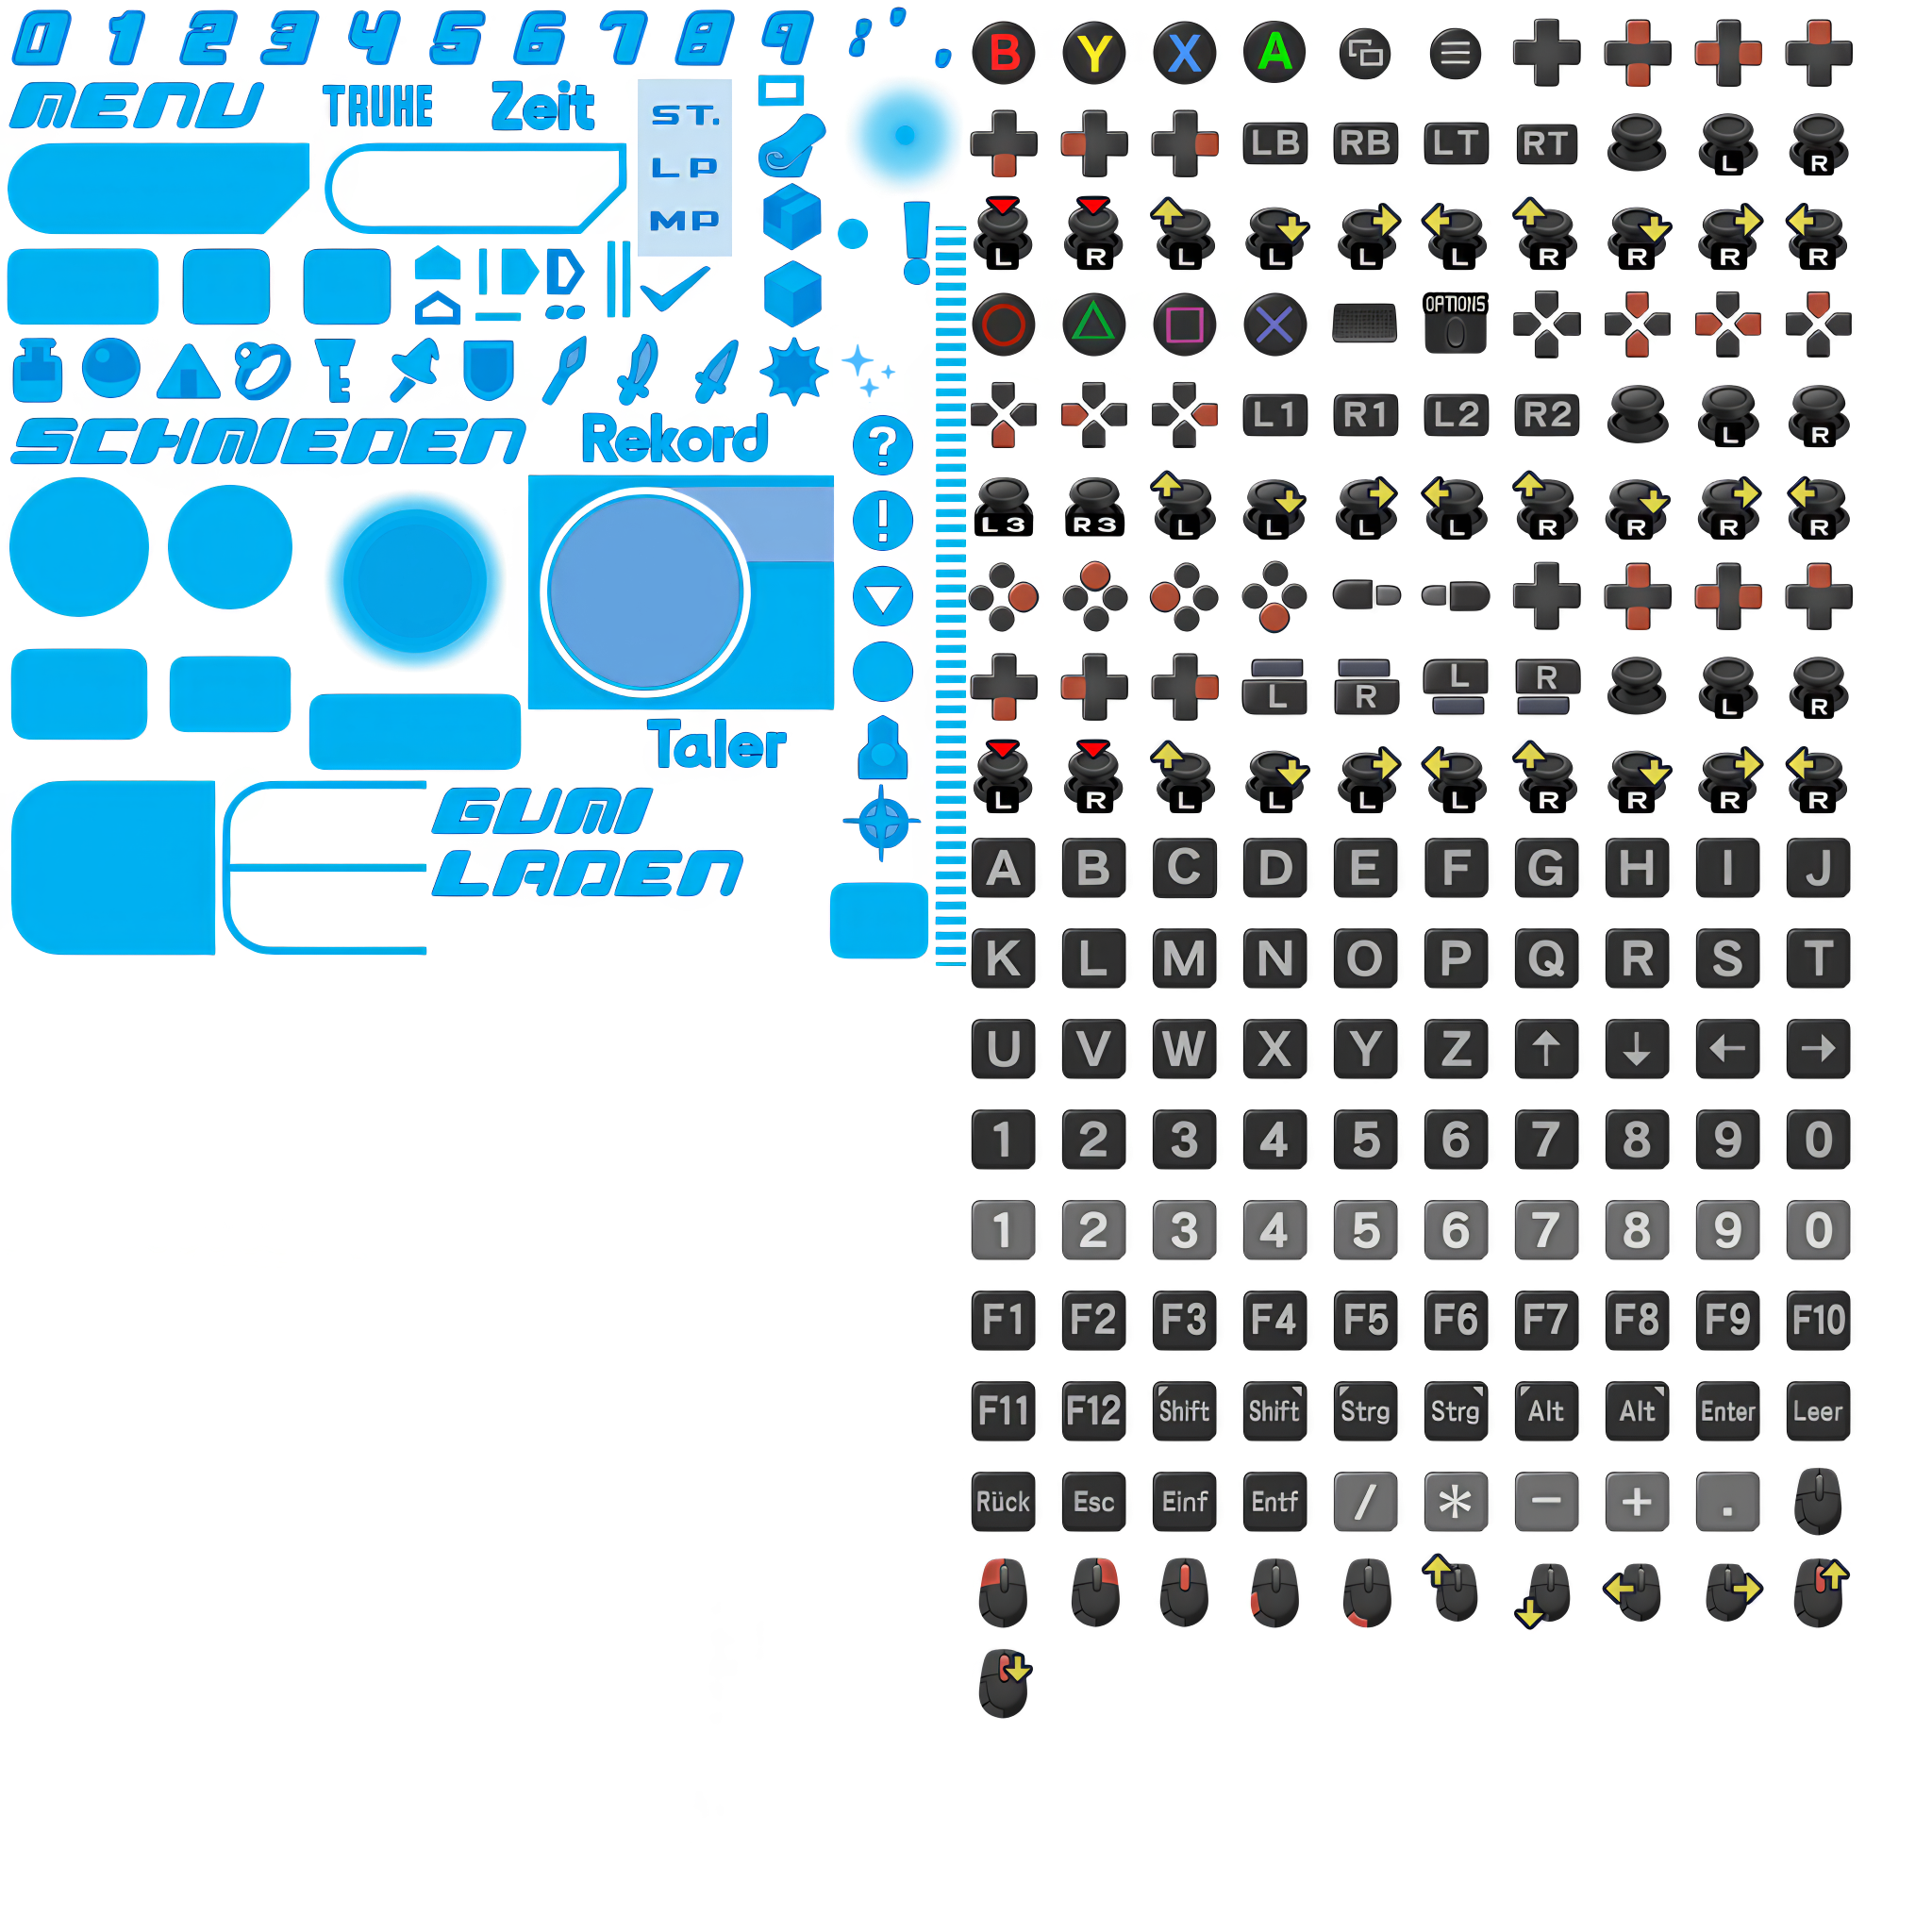 0 1 2 3 4 5 6 7 8 9 : ' ,
MENU TRUHE Zeit
ST.
LP
MP
!
SCHMIEDEN Rekord
?
!
Taler
GUMI
LADEN
B Y X A
LB RB LT RT L R
L R L L L L R R R R
OPTIONS
L1 R1 L2 R2 L R
L3 R3 L L L L R R R R
L R L R L R
L R L L L L R R R R
A B C D E F G H I J
K L M N O P Q R S T
U V W X Y Z ↑ ↓ ← →
1 2 3 4 5 6 7 8 9 0
1 2 3 4 5 6 7 8 9 0
F1 F2 F3 F4 F5 F6 F7 F8 F9 F10
F11 F12 Shift Shift Strg Strg Alt Alt Enter Leer
Rück Esc Einf Entf / * - + .